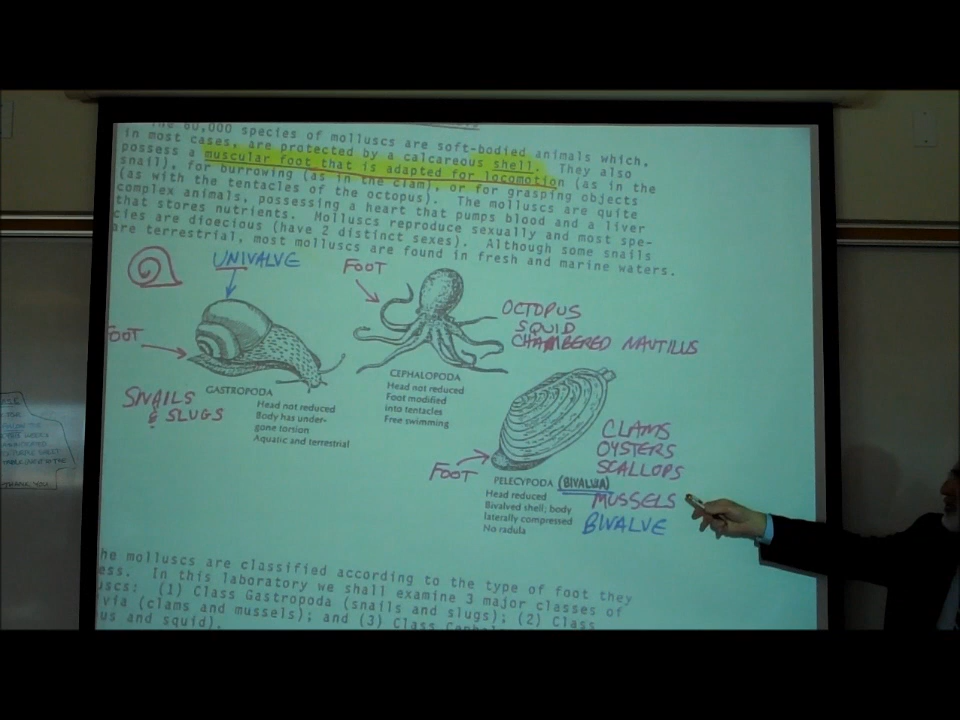 The 60,000 species of molluscs are soft-bodied animals which,
in most cases, are protected by a calcareous shell. They also
possess a muscular foot that is adapted for locomotion (as in the
snail), for burrowing (as in the clam), or for grasping objects
(as with the tentacles of the octopus). The molluscs are quite
complex animals, possessing a heart that pumps blood and a liver
that stores nutrients. Molluscs reproduce sexually and most spe-
cies are dioecious (have 2 distinct sexes). Although some snails
are terrestrial, most molluscs are found in fresh and marine waters.
UNIVALVE
FOOT
FOOT
OCTOPUS
SQUID
CHAMBERED NAUTILUS
SNAILS
& SLUGS
GASTROPODA
Head not reduced
Body has under-
gone torsion
Aquatic and terrestrial
CEPHALOPODA
Head not reduced
Foot modified
into tentacles
Free swimming
CLAMS
OYSTERS
SCALLOPS
MUSSELS
BIVALVE
FOOT
PELECYPODA (BIVALVIA)
Head reduced
Bivalved shell; body
laterally compressed
No radula
he molluscs are classified according to the type of foot they
ess. In this laboratory we shall examine 3 major classes of
uscs: (1) Class Gastropoda (snails and slugs); (2) Class
via (clams and mussels); and (3) Class Ceph
us and squid).
THANK YOU